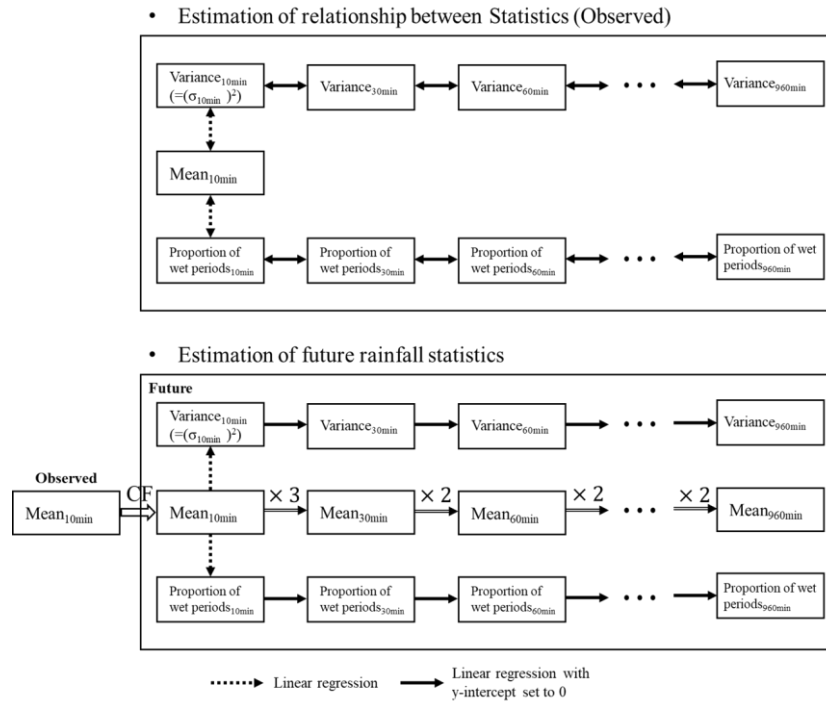 • Estimation of relationship between Statistics (Observed)
Variance10min
(=(σ10min )²)
Variance30min
Variance60min
• • •
Variance960min
Mean10min
Proportion of
wet periods10min
Proportion of
wet periods30min
Proportion of
wet periods60min
• • •
Proportion of wet
periods960min
• Estimation of future rainfall statistics
Future
Variance10min
(=(σ10min )²)
Variance30min
Variance60min
• • •
Variance960min
Observed
Mean10min
CF
Mean10min
× 3
Mean30min
× 2
Mean60min
× 2
• • •
× 2
Mean960min
Proportion of
wet periods10min
Proportion of
wet periods30min
Proportion of
wet periods60min
• • •
Proportion of wet
periods960min
Linear regression
Linear regression with
y-intercept set to 0